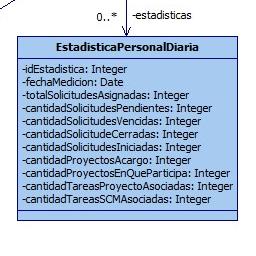 0..* -estadisticas
EstadisticaPersonalDiaria
-idEstadistica: Integer
-fechaMedicion: Date
-totalSolicitudesAsignadas: Integer
-cantidadSolicitudesPendientes: Integer
-cantidadSolicitudesVencidas: Integer
-cantidadSolicitudeCerradas: Integer
-cantidadSolicitudesIniciadas: Integer
-cantidadProyectosAcargo: Integer
-cantidadProyectosEnQueParticipa: Integer
-cantidadTareasProyectoAsociadas: Integer
-cantidadTareasSCMAsociadas: Integer